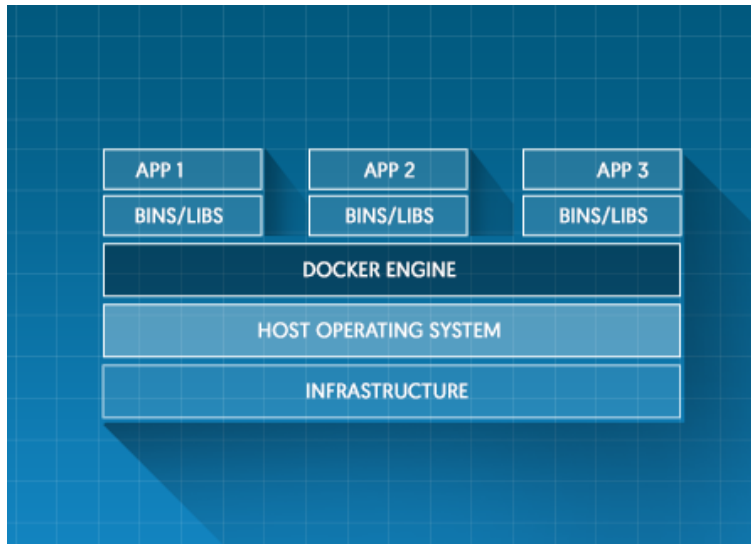 APP 1
APP 2
APP 3
BINS/LIBS
BINS/LIBS
BINS/LIBS
DOCKER ENGINE
HOST OPERATING SYSTEM
INFRASTRUCTURE